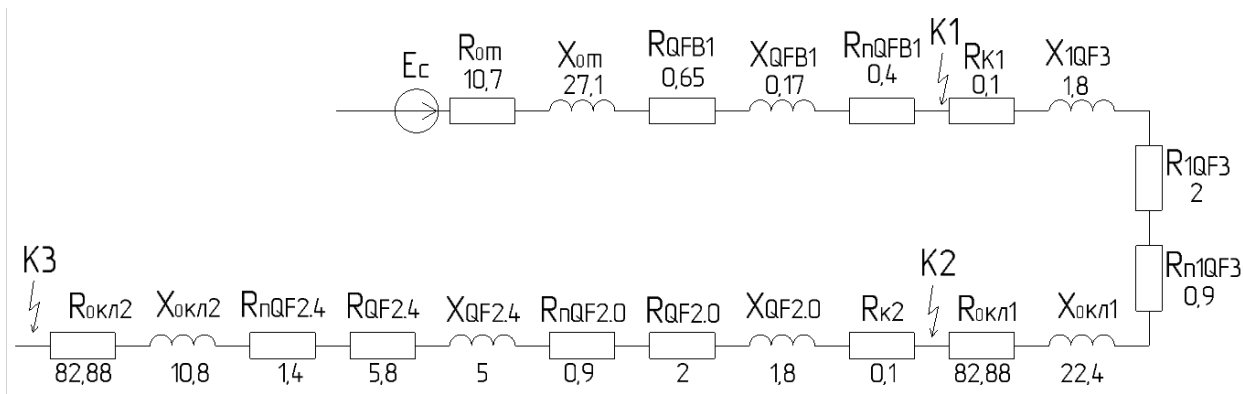 Eс
Rот
10,7
Xот
27,1
RQFB1
0,65
XQFB1
0,17
RпQFB1
0,4
K1
RK1
0,1
X1QF3
1,8
R1QF3
2
Rп1QF3
0,9
K3
Rокл2
82,88
Xокл2
10,8
RпQF2.4
1,4
RQF2.4
5,8
XQF2.4
5
RпQF2.0
0,9
RQF2.0
2
XQF2.0
1,8
Rк2
0,1
K2
Rокл1
82,88
Xокл1
22,4